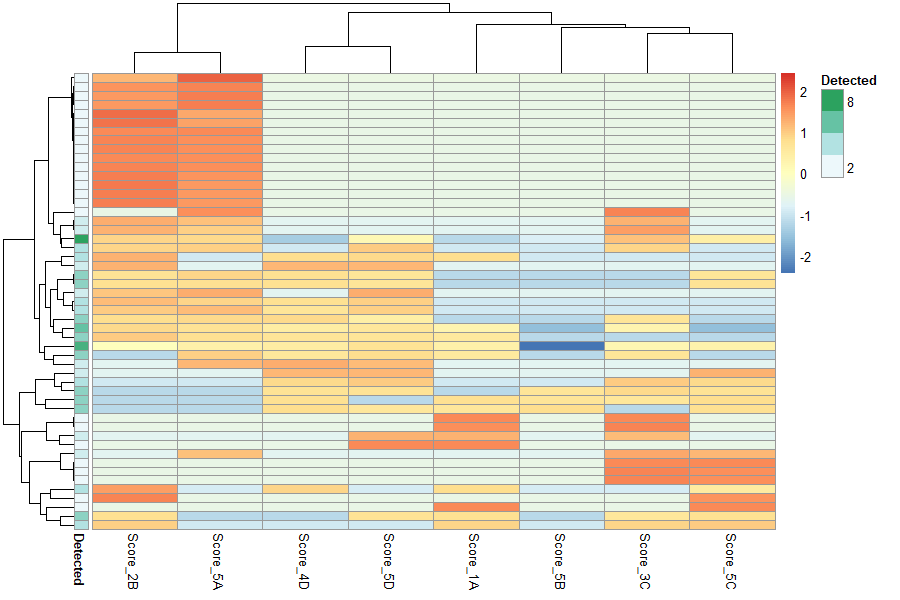 Detected
2
1
0
-1
-2
8
2
Detected
Score_2B
Score_5A
Score_4D
Score_5D
Score_1A
Score_5B
Score_3C
Score_5C